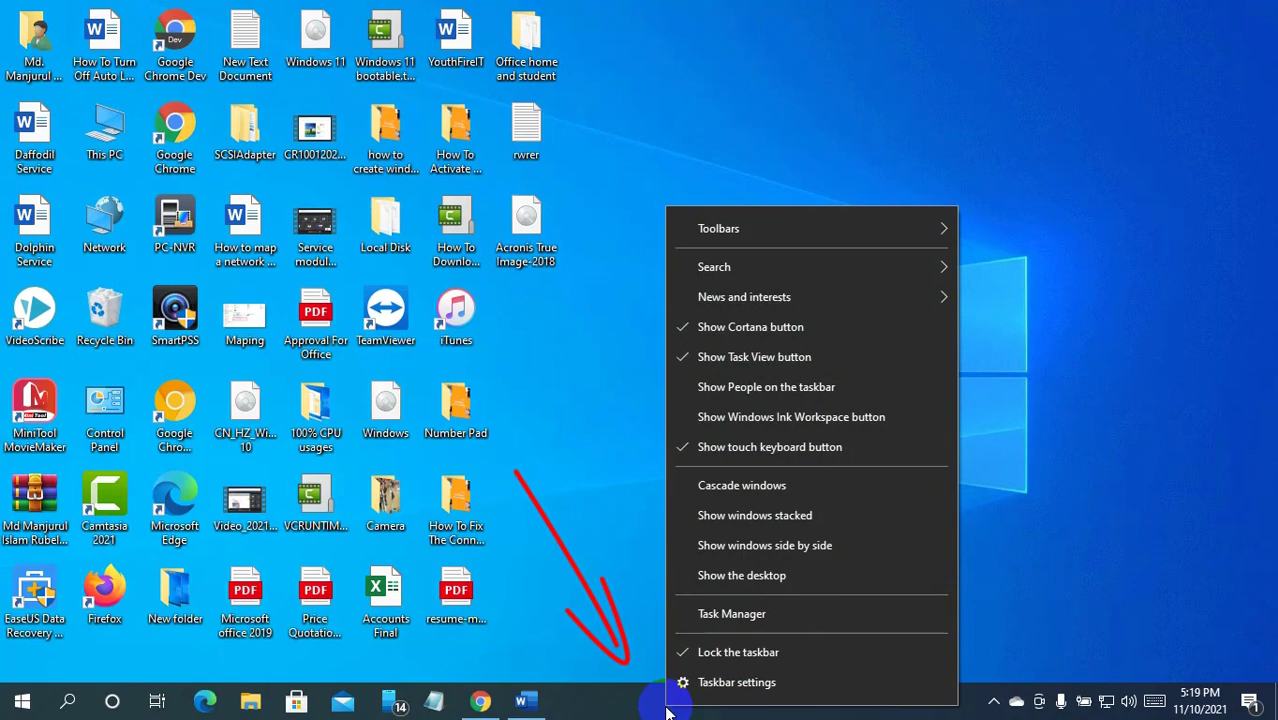 Md.
Manjurul ...
How To Turn
Off Auto L...
Dev
Google
Chrome Dev
New Text
Document
Windows 11
Windows 11
bootable.t...
YouthFireIT
Office home
and student
Daffodil
Service
This PC
Google
Chrome
SCSIAdapter
CR1001202...
how to
create wind...
How To
Activate ...
rwrer
Dolphin
Service
Network
PC-NVR
How to map
a network ...
Service
modul...
Local Disk
How To
Downlo...
Acronis True
Image-2018
VideoScribe
Recycle Bin
SmartPSS
Maping
PDF
Approval For
Office
TeamViewer
iTunes
MiniTool
MovieMaker
Control
Panel
Google
Chro...
CN_HZ_Wi...
10
100% CPU
usages
Windows
Number Pad
Md Manjurul
Islam Rubel...
Camtasia
2021
Microsoft
Edge
Video_2021...
VCRUNTIM...
Camera
How To Fix
The Conn...
EaseUS Data
Recovery ...
Firefox
New folder
PDF
Microsoft
office 2019
PDF
Price
Quotatio...
Accounts
Final
PDF
resume-m...
Toolbars
Search
News and interests
Show Cortana button
Show Task View button
Show People on the taskbar
Show Windows Ink Workspace button
Show touch keyboard button
Cascade windows
Show windows stacked
Show windows side by side
Show the desktop
Task Manager
Lock the taskbar
Taskbar settings
14
5:19 PM
11/10/2021
1